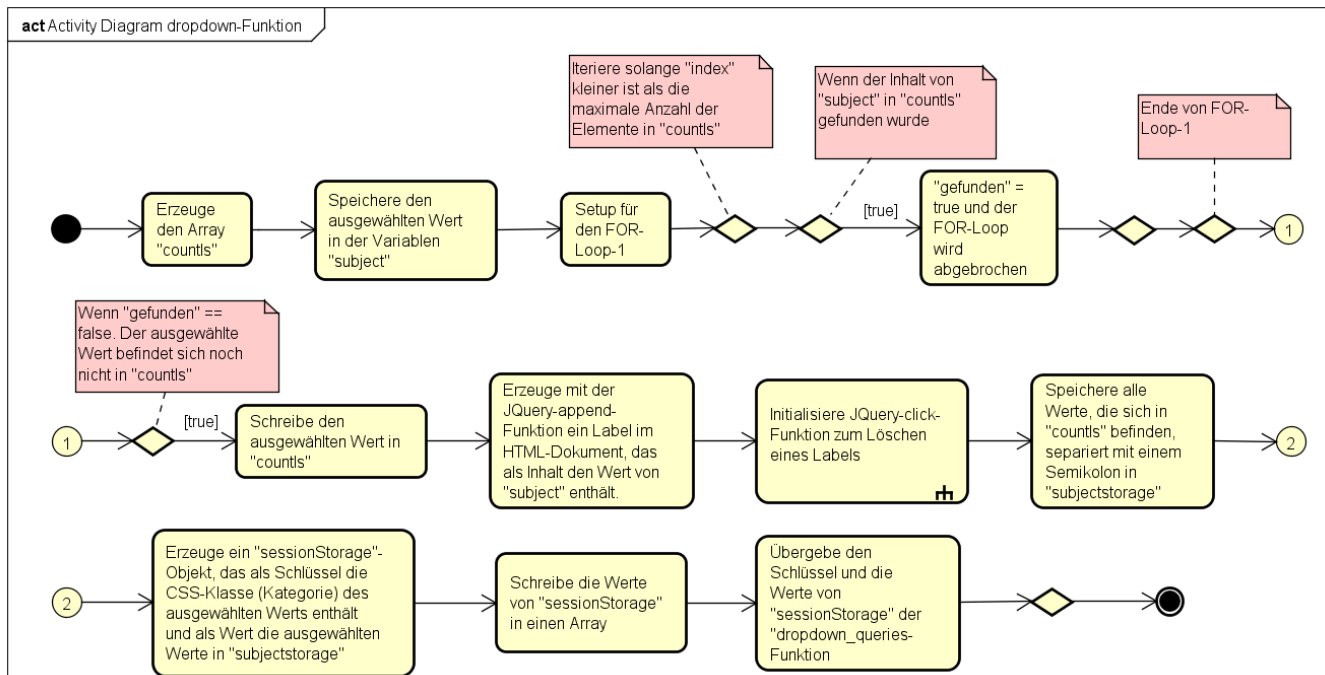 act Activity Diagram dropdown-Funktion
Iteriere solange "index"
kleiner ist als die
maximale Anzahl der
Elemente in "countls"
Wenn der Inhalt von
"subject" in "countls"
gefunden wurde
Ende von FOR-
Loop-1
Erzeuge
den Array
"countls"
Speichere den
ausgewählten Wert
in der Variablen
"subject"
Setup für
den FOR-
Loop-1
[true]
"gefunden" =
true und der
FOR-Loop
wird
abgebrochen
1
Wenn "gefunden" ==
false. Der ausgewählte
Wert befindet sich noch
nicht in "countls"
1
[true]
Schreibe den
ausgewählten Wert in
"countls"
Erzeuge mit der
JQuery-append-
Funktion ein Label im
HTML-Dokument, das
als Inhalt den Wert von
"subject" enthält.
Initialisiere JQuery-click-
Funktion zum Löschen
eines Labels
Speichere alle
Werte, die sich in
"countls" befinden,
separiert mit einem
Semikolon in
"subjectstorage"
2
2
Erzeuge ein "sessionStorage"-
Objekt, das als Schlüssel die
CSS-Klasse (Kategorie) des
ausgewählten Werts enthält
und als Wert die ausgewählten
Werte in "subjectstorage"
Schreibe die Werte
von "sessionStorage"
in einen Array
Übergebe den
Schlüssel und die
Werte von
"sessionStorage" der
"dropdown_queries-
Funktion